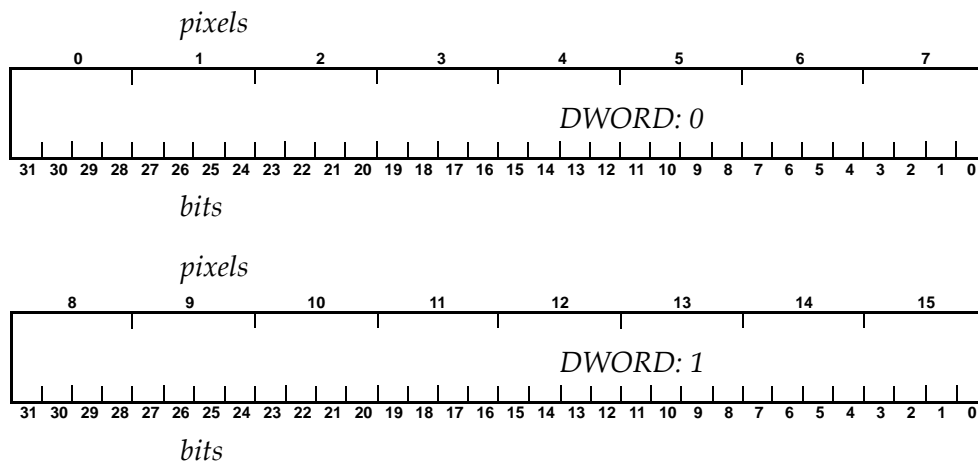 pixels
0 1 2 3 4 5 6 7
DWORD: 0
31 30 29 28 27 26 25 24 23 22 21 20 19 18 17 16 15 14 13 12 11 10 9 8 7 6 5 4 3 2 1 0
bits
pixels
8 9 10 11 12 13 14 15
DWORD: 1
31 30 29 28 27 26 25 24 23 22 21 20 19 18 17 16 15 14 13 12 11 10 9 8 7 6 5 4 3 2 1 0
bits